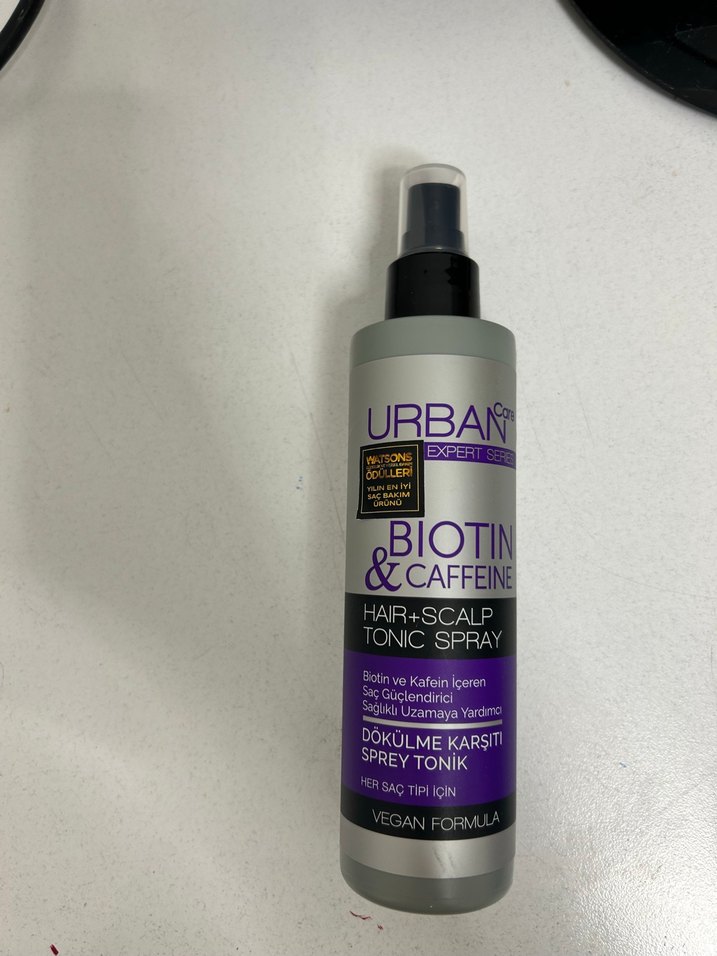 URBAN Care
EXPERT SERIES
WATSONS
ÖDÜLLERİ
YILIN EN İYİ
SAÇ BAKIM
ÜRÜNÜ
BIOTIN
& CAFFEINE
HAIR+SCALP
TONIC SPRAY
Biotin ve Kafein İçeren
Saç Güçlendirici
Sağlıklı Uzamaya Yardımcı
DÖKÜLME KARŞITI
SPREY TONİK
HER SAÇ TİPİ İÇİN
VEGAN FORMULA